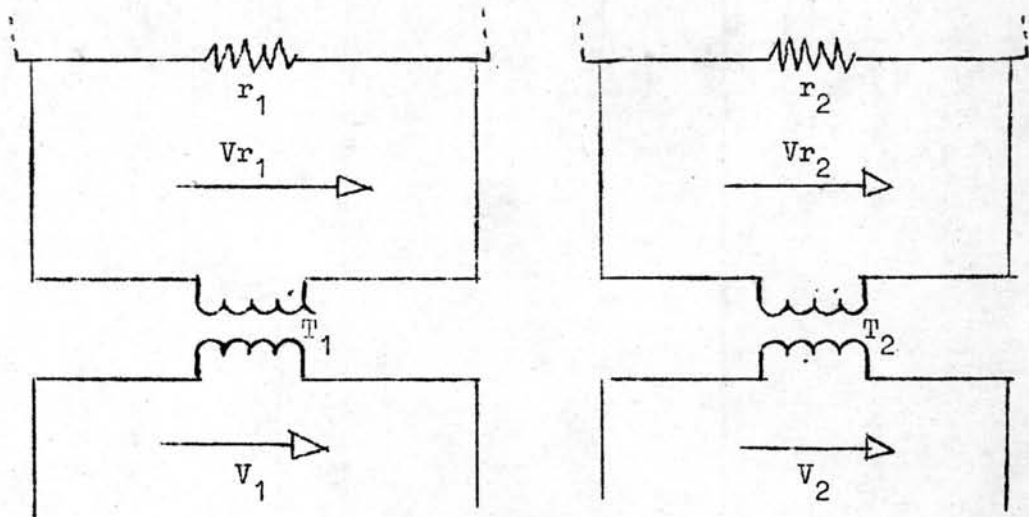 r₁ r₂
Vr₁ Vr₂
T₁ T₂
V₁ V₂